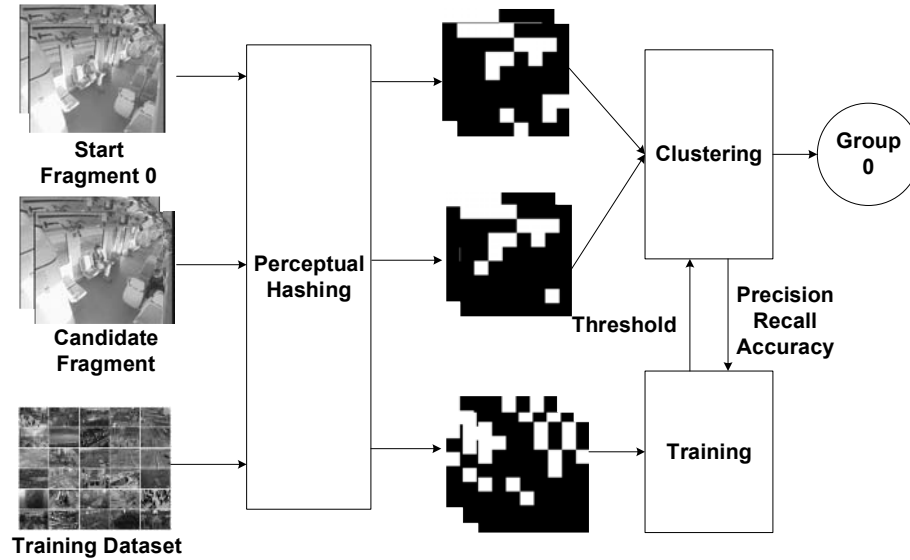 Start
Fragment 0
Candidate
Fragment
Training Dataset
Perceptual
Hashing
Clustering
Group
0
Threshold
Precision
Recall
Accuracy
Training